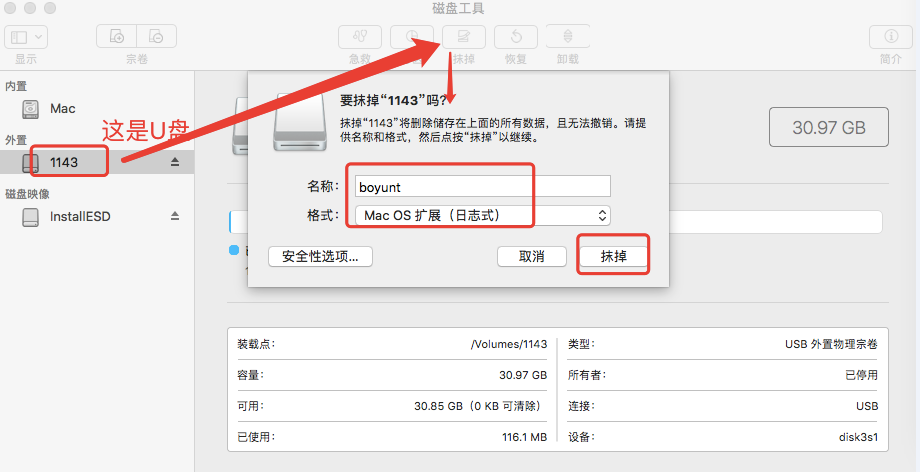 磁盘工具
显示
宗卷
急救
抹掉
恢复
卸载
简介
内置
Mac
这是U盘
外置
1143
磁盘映像
InstallESD
要抹掉“1143”吗?
抹掉“1143”将删除储存在上面的所有数据，且无法撤销。请提
供名称和格式，然后点按“抹掉”以继续。
名称：
boyunt
格式：
Mac OS 扩展（日志式）
安全性选项...
取消
抹掉
30.97 GB
装载点：
/Volumes/1143
类型：
USB 外置物理宗卷
容量：
30.97 GB
所有者：
已停用
可用：
30.85 GB（0 KB 可清除）
连接：
USB
已使用：
116.1 MB
设备：
disk3s1